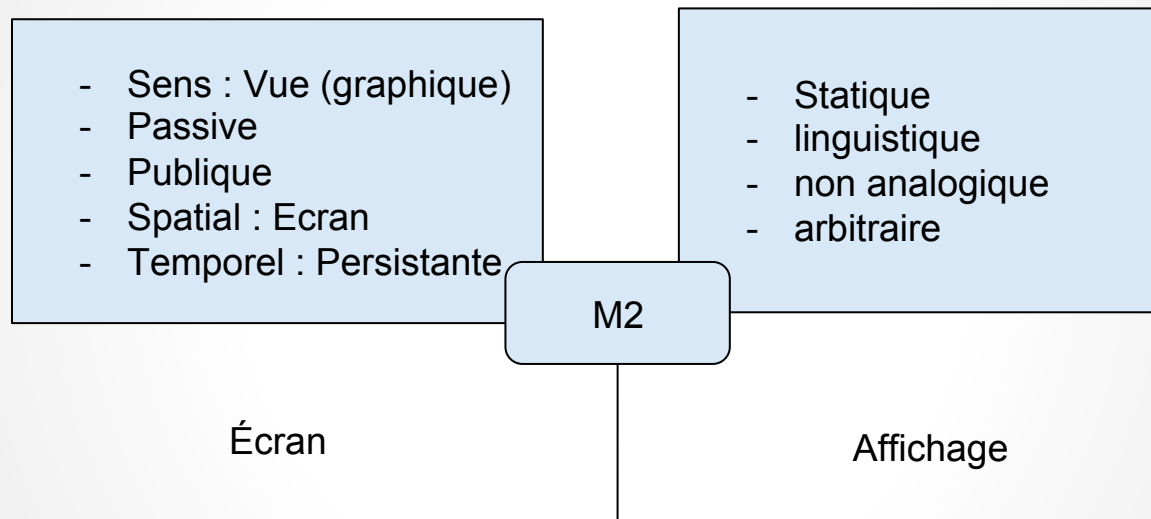 - Sens : Vue (graphique)
- Passive
- Publique
- Spatial : Ecran
- Temporel : Persistante
- Statique
- linguistique
- non analogique
- arbitraire
M2
Écran
Affichage